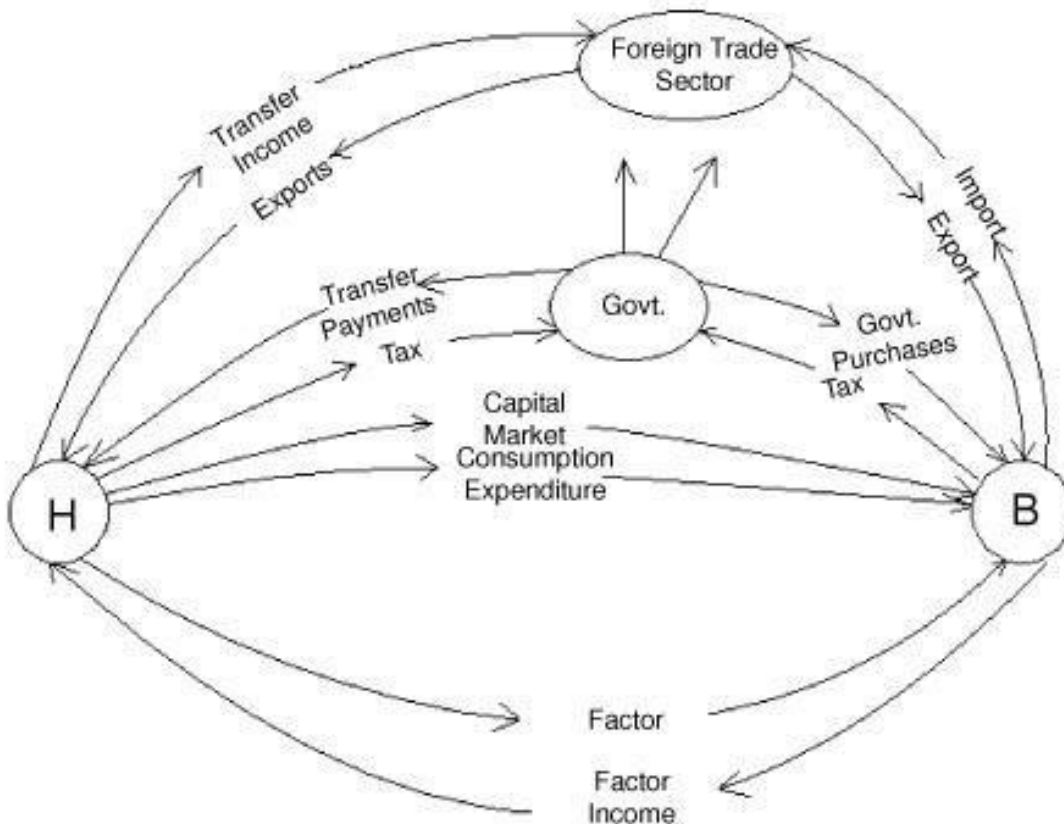 Foreign Trade
Sector
Transfer
Income
Exports
Import
Export
Transfer
Payments
Tax
Govt.
Govt.
Purchases
Tax
Capital
Market
Consumption
Expenditure
H
B
Factor
Factor
Income